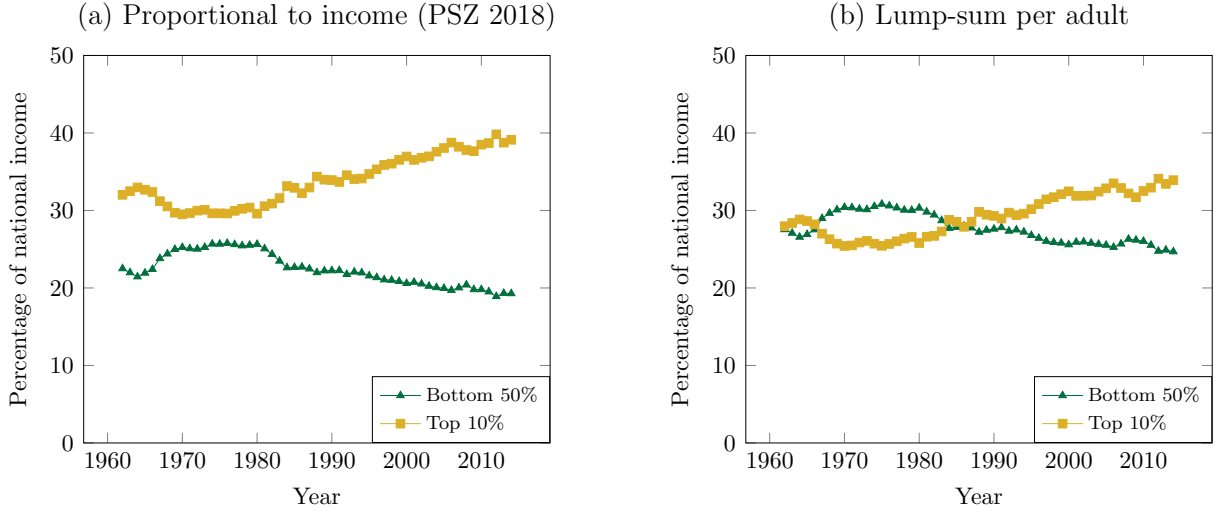 (a) Proportional to income (PSZ 2018)
Percentage of national income
50
40
30
20
10
0
Bottom 50%
Top 10%
1960 1970 1980 1990 2000 2010
Year
(b) Lump-sum per adult
Percentage of national income
50
40
30
20
10
0
Bottom 50%
Top 10%
1960 1970 1980 1990 2000 2010
Year